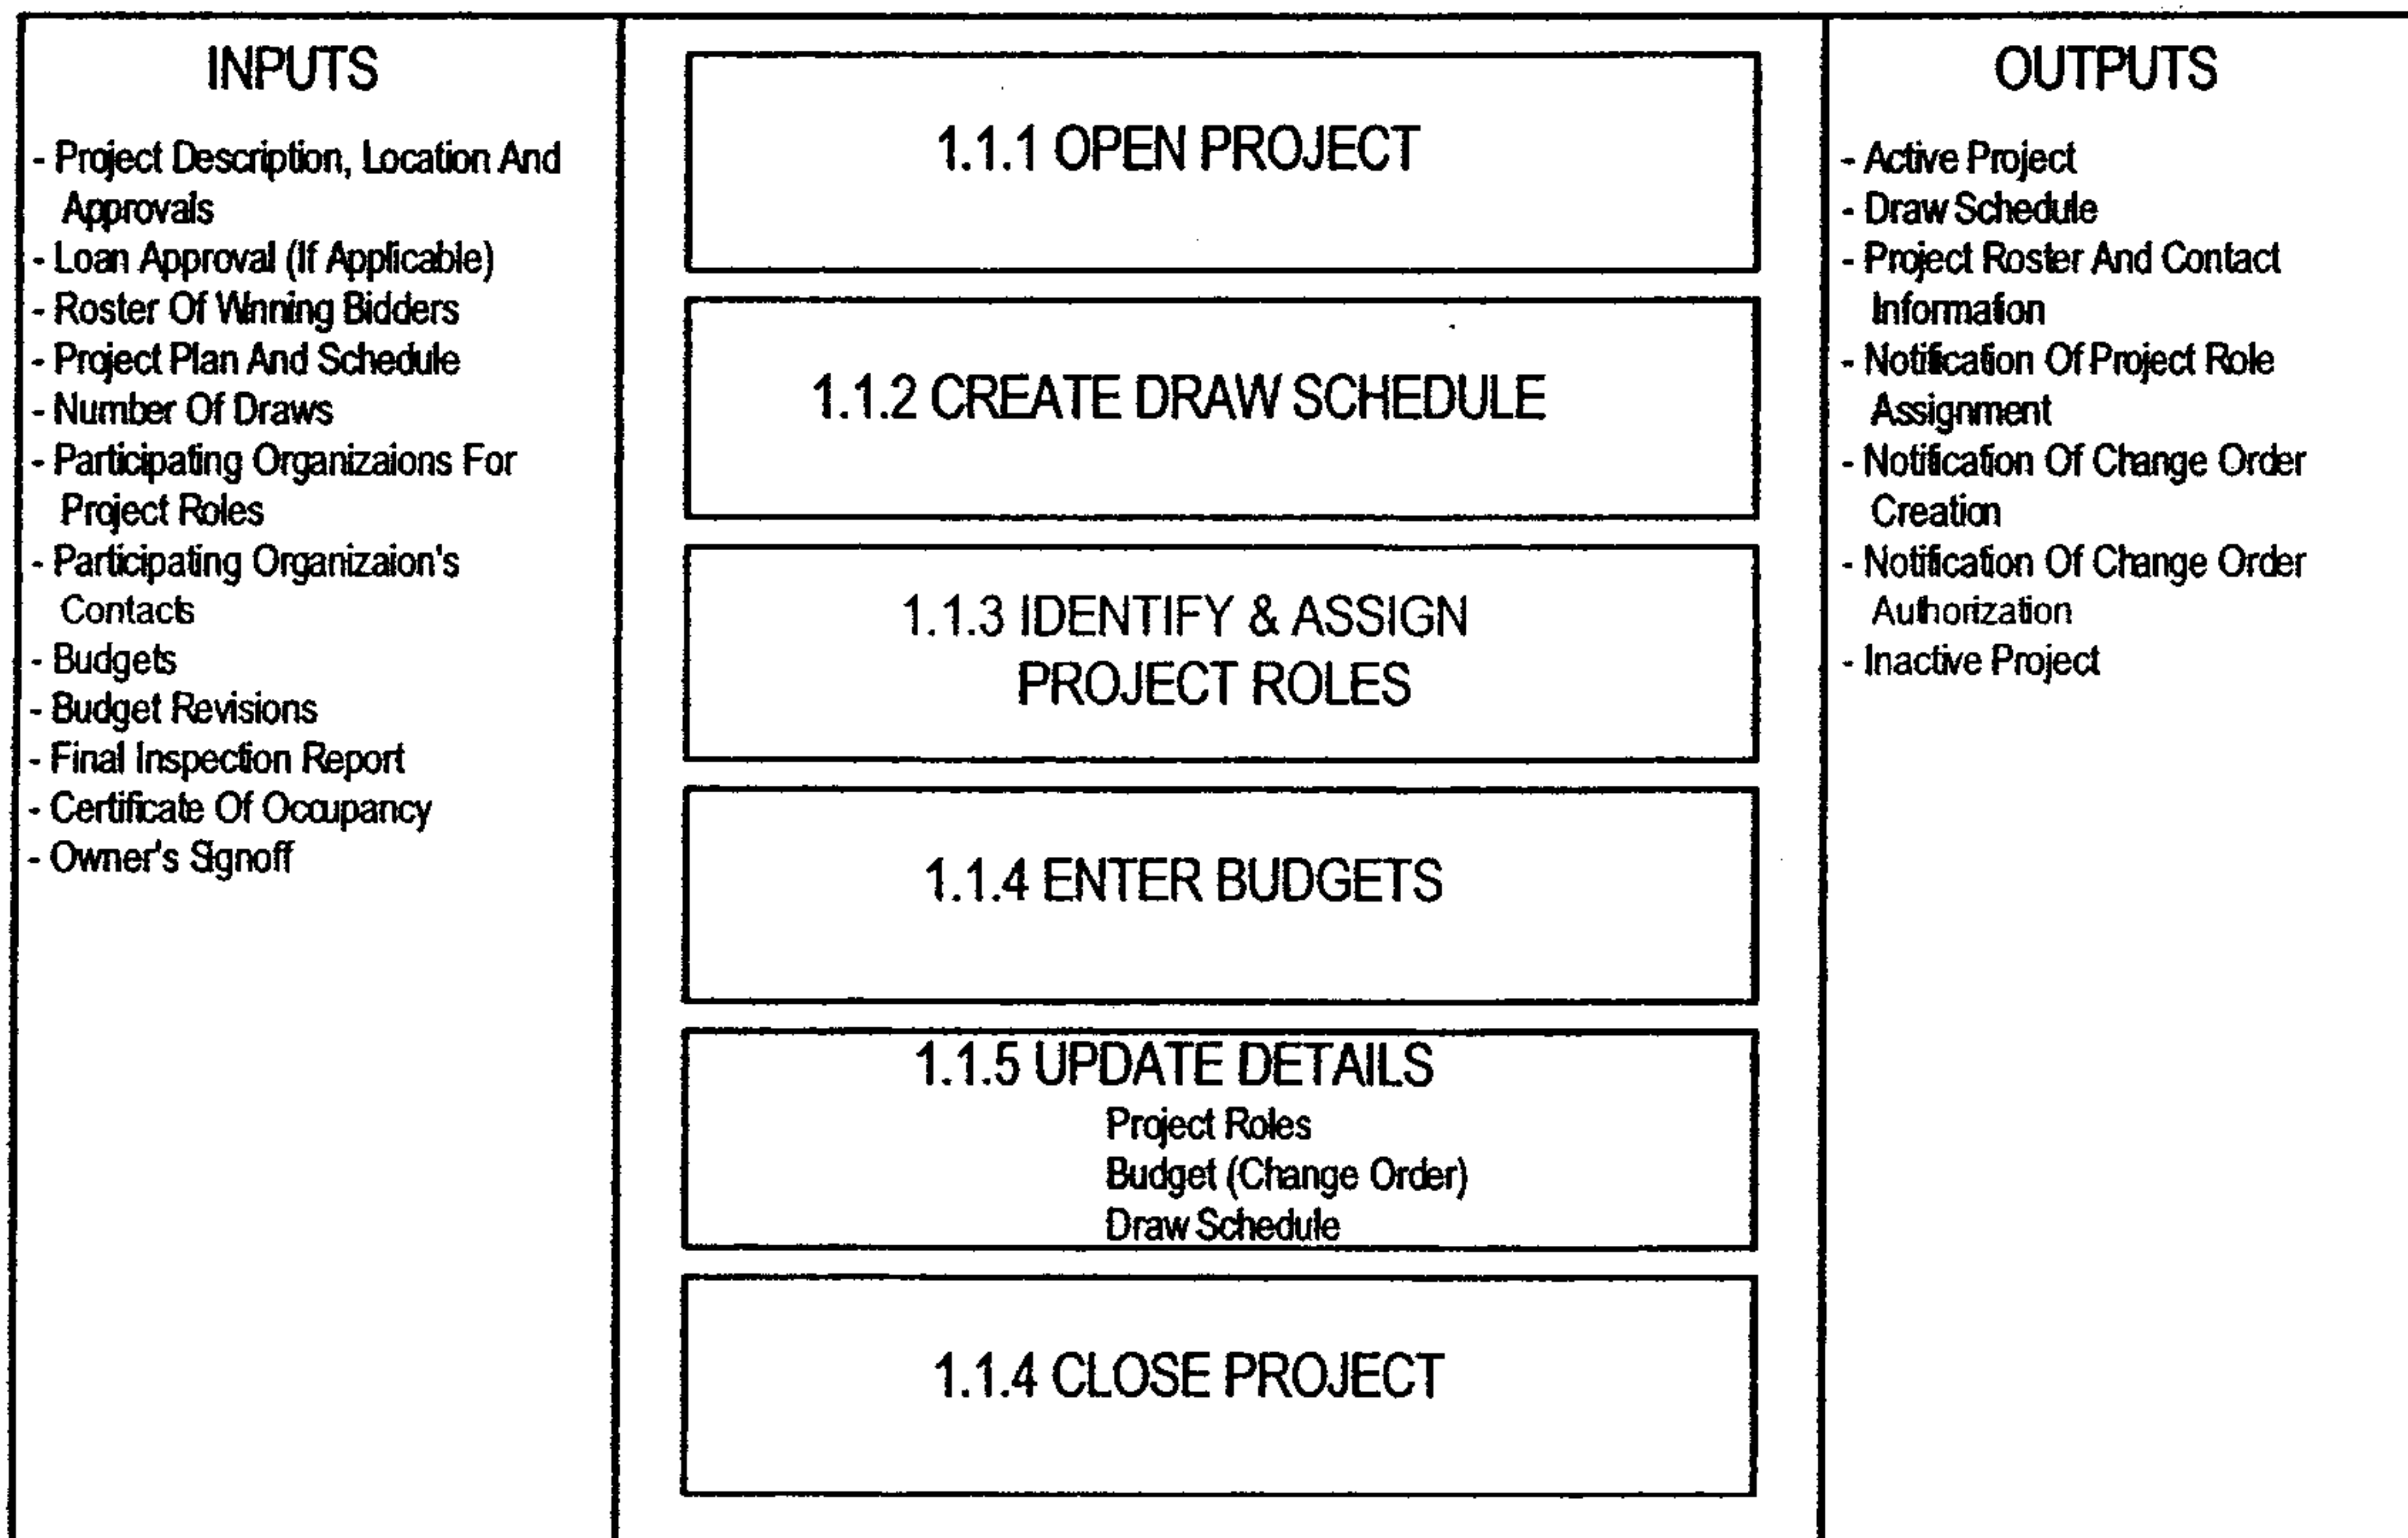 INPUTS
- Project Description, Location And
Approvals
- Loan Approval (If Applicable)
- Roster Of Winning Bidders
- Project Plan And Schedule
- Number Of Draws
- Participating Organizaions For
Project Roles
- Participating Organizaion's
Contacts
- Budgets
- Budget Revisions
- Final Inspection Report
- Certificate Of Occupancy
- Owner's Signoff
1.1.1 OPEN PROJECT
1.1.2 CREATE DRAW SCHEDULE
1.1.3 IDENTIFY & ASSIGN
PROJECT ROLES
1.1.4 ENTER BUDGETS
1.1.5 UPDATE DETAILS
Project Roles
Budget (Change Order)
Draw Schedule
1.1.4 CLOSE PROJECT
OUTPUTS
- Active Project
- Draw Schedule
- Project Roster And Contact
Information
- Notification Of Project Role
Assignment
- Notification Of Change Order
Creation
- Notification Of Change Order
Authorization
- Inactive Project